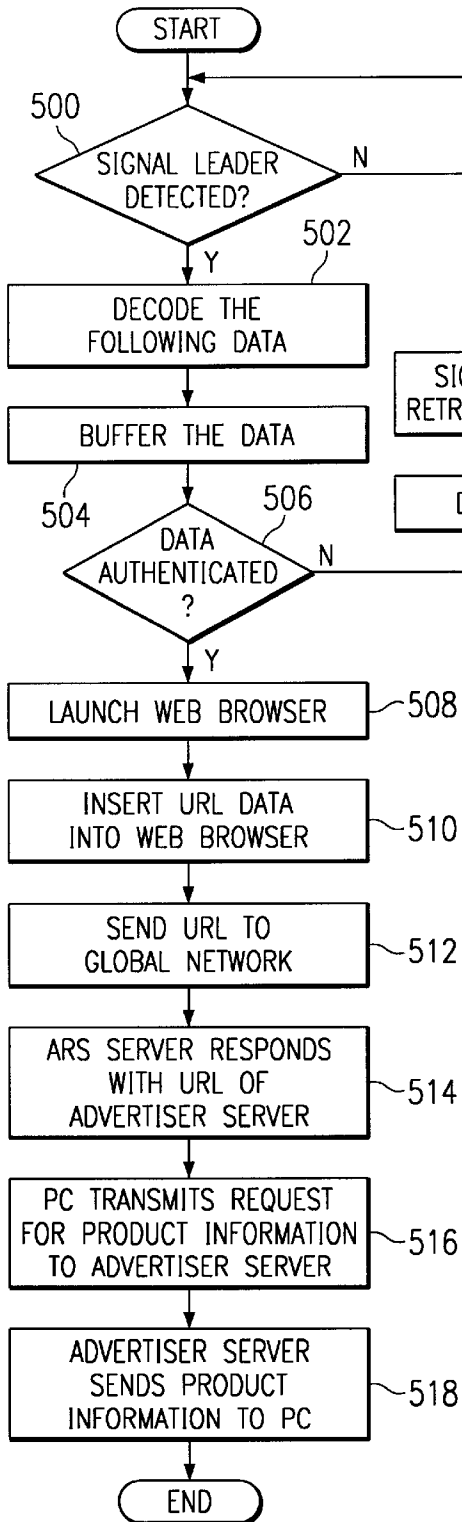 START
500
SIGNAL LEADER
DETECTED?
N
Y
502
DECODE THE
FOLLOWING DATA
BUFFER THE DATA
504
506
DATA
AUTHENTICATED
?
N
Y
LAUNCH WEB BROWSER
508
INSERT URL DATA
INTO WEB BROWSER
510
SEND URL TO
GLOBAL NETWORK
512
ARS SERVER RESPONDS
WITH URL OF
ADVERTISER SERVER
514
PC TRANSMITS REQUEST
FOR PRODUCT INFORMATION
TO ADVERTISER SERVER
516
ADVERTISER SERVER
SENDS PRODUCT
INFORMATION TO PC
518
END